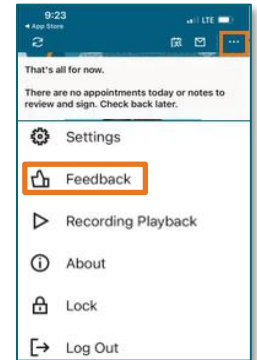 9:23
LTE
◀ App Store
That's all for now.
There are no appointments today or notes to
review and sign. Check back later.
Settings
Feedback
Recording Playback
About
Lock
Log Out